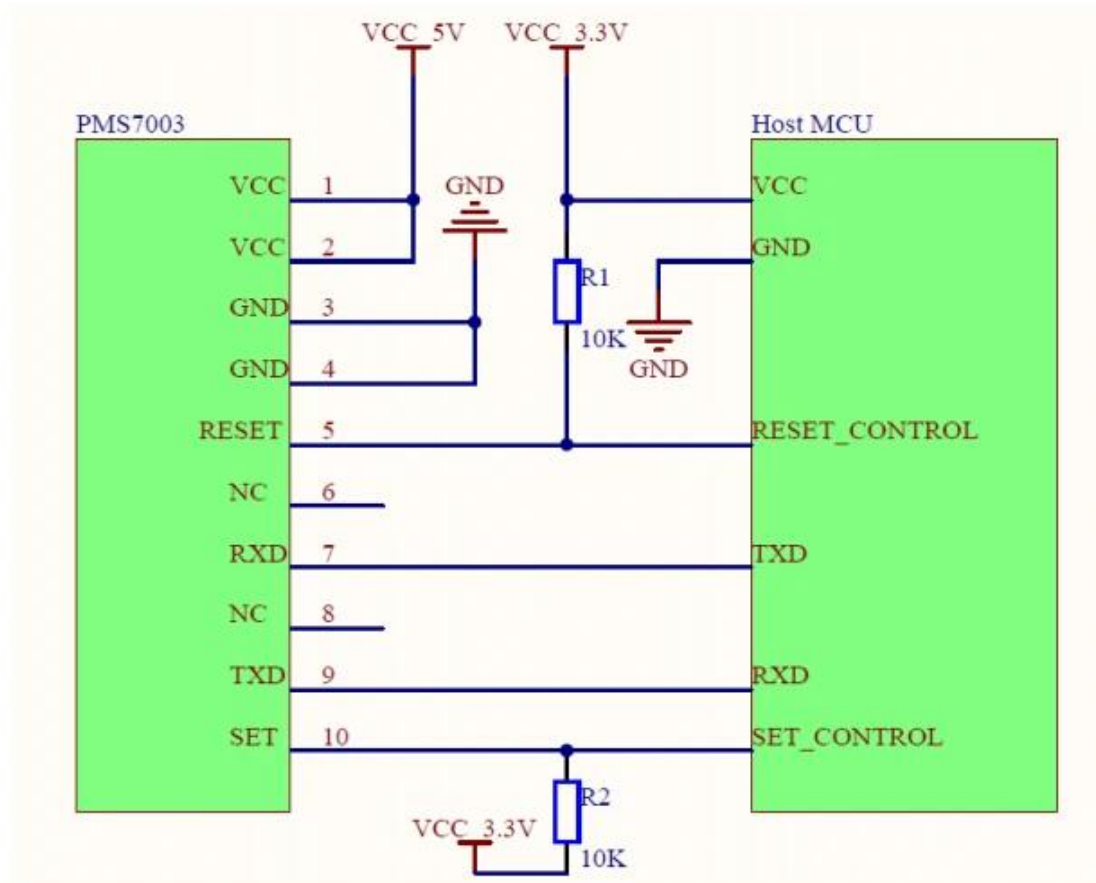 VCC_5V VCC_3.3V
PMS7003 Host MCU
VCC 1 GND VCC
VCC 2 GND
GND 3 R1
10K
GND 4 GND
RESET 5 RESET_CONTROL
NC 6
RXD 7 TXD
NC 8
TXD 9 RXD
SET 10 SET_CONTROL
R2
VCC_3.3V
10K